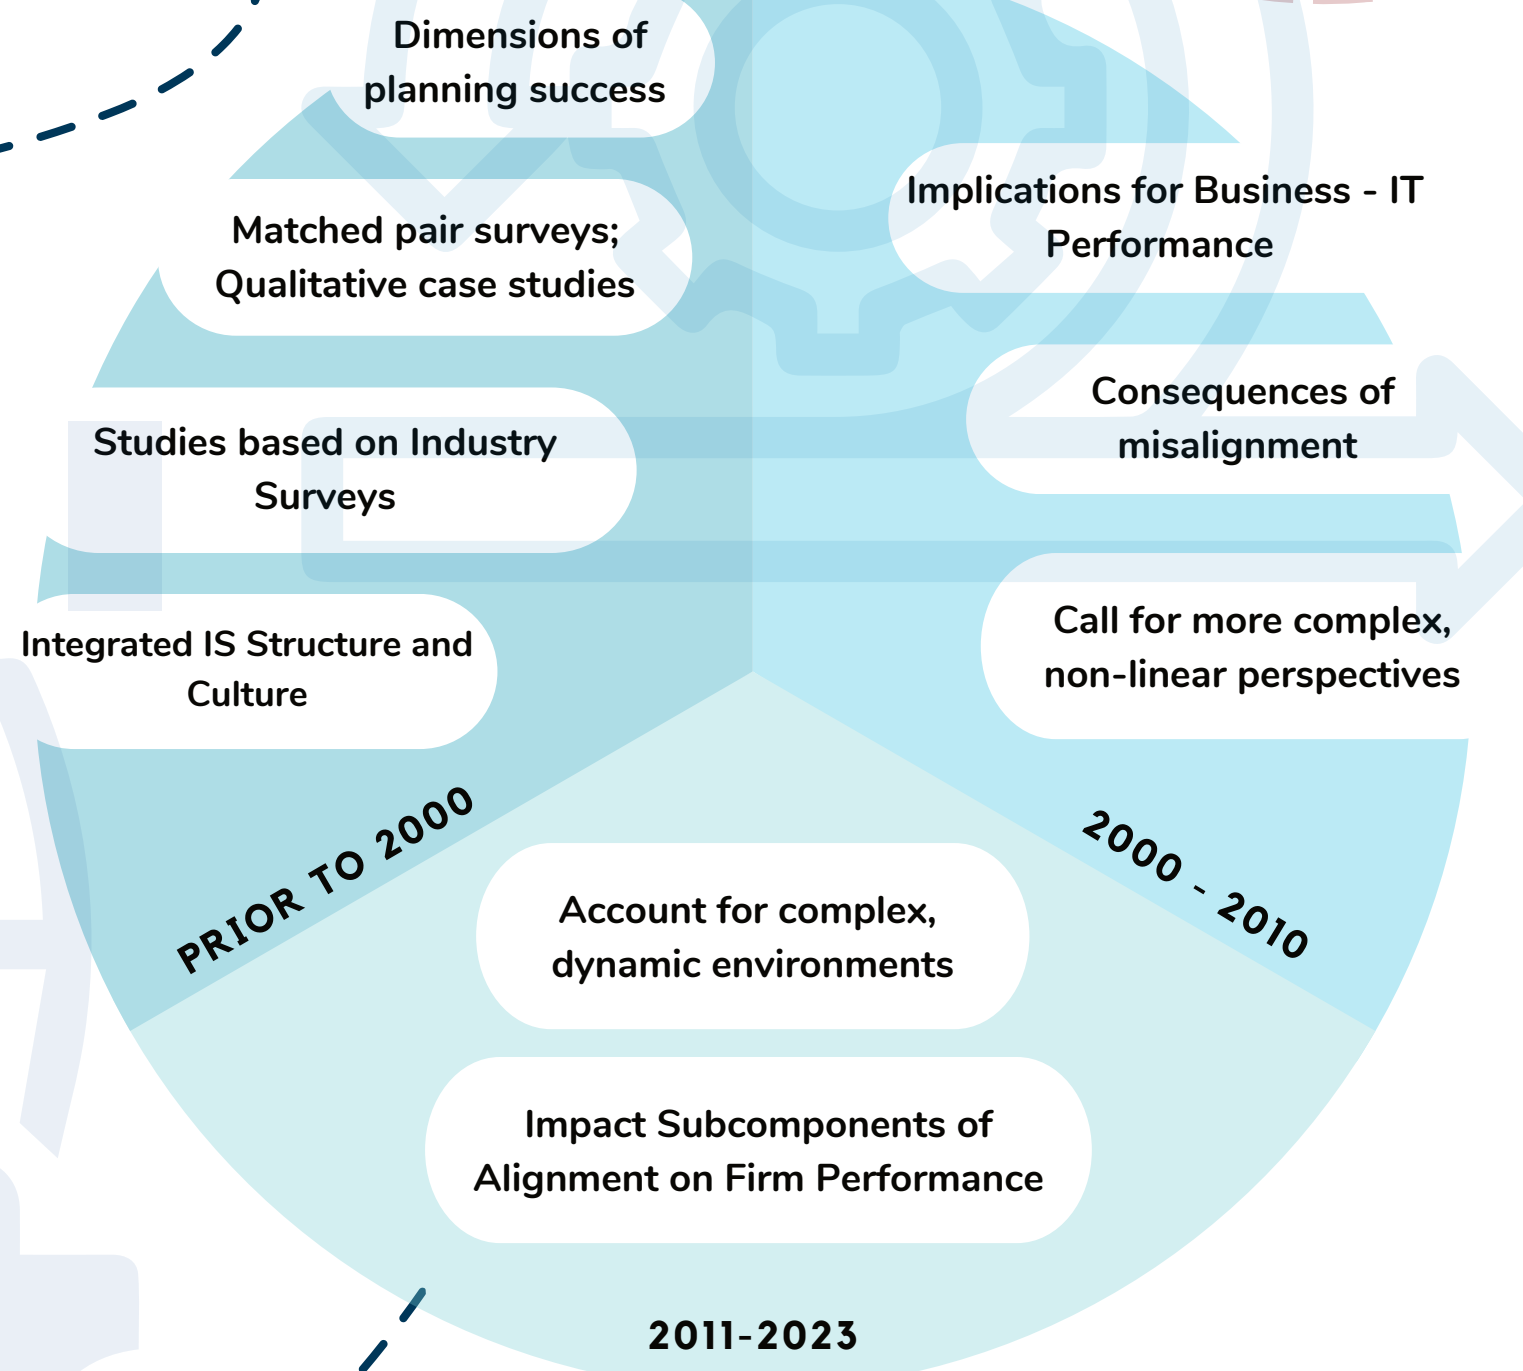 Dimensions of
planning success
Matched pair surveys;
Qualitative case studies
Studies based on Industry
Surveys
Integrated IS Structure and
Culture
PRIOR TO 2000
Implications for Business - IT
Performance
Consequences of
misalignment
Call for more complex,
non-linear perspectives
2000 - 2010
Account for complex,
dynamic environments
Impact Subcomponents of
Alignment on Firm Performance
2011-2023